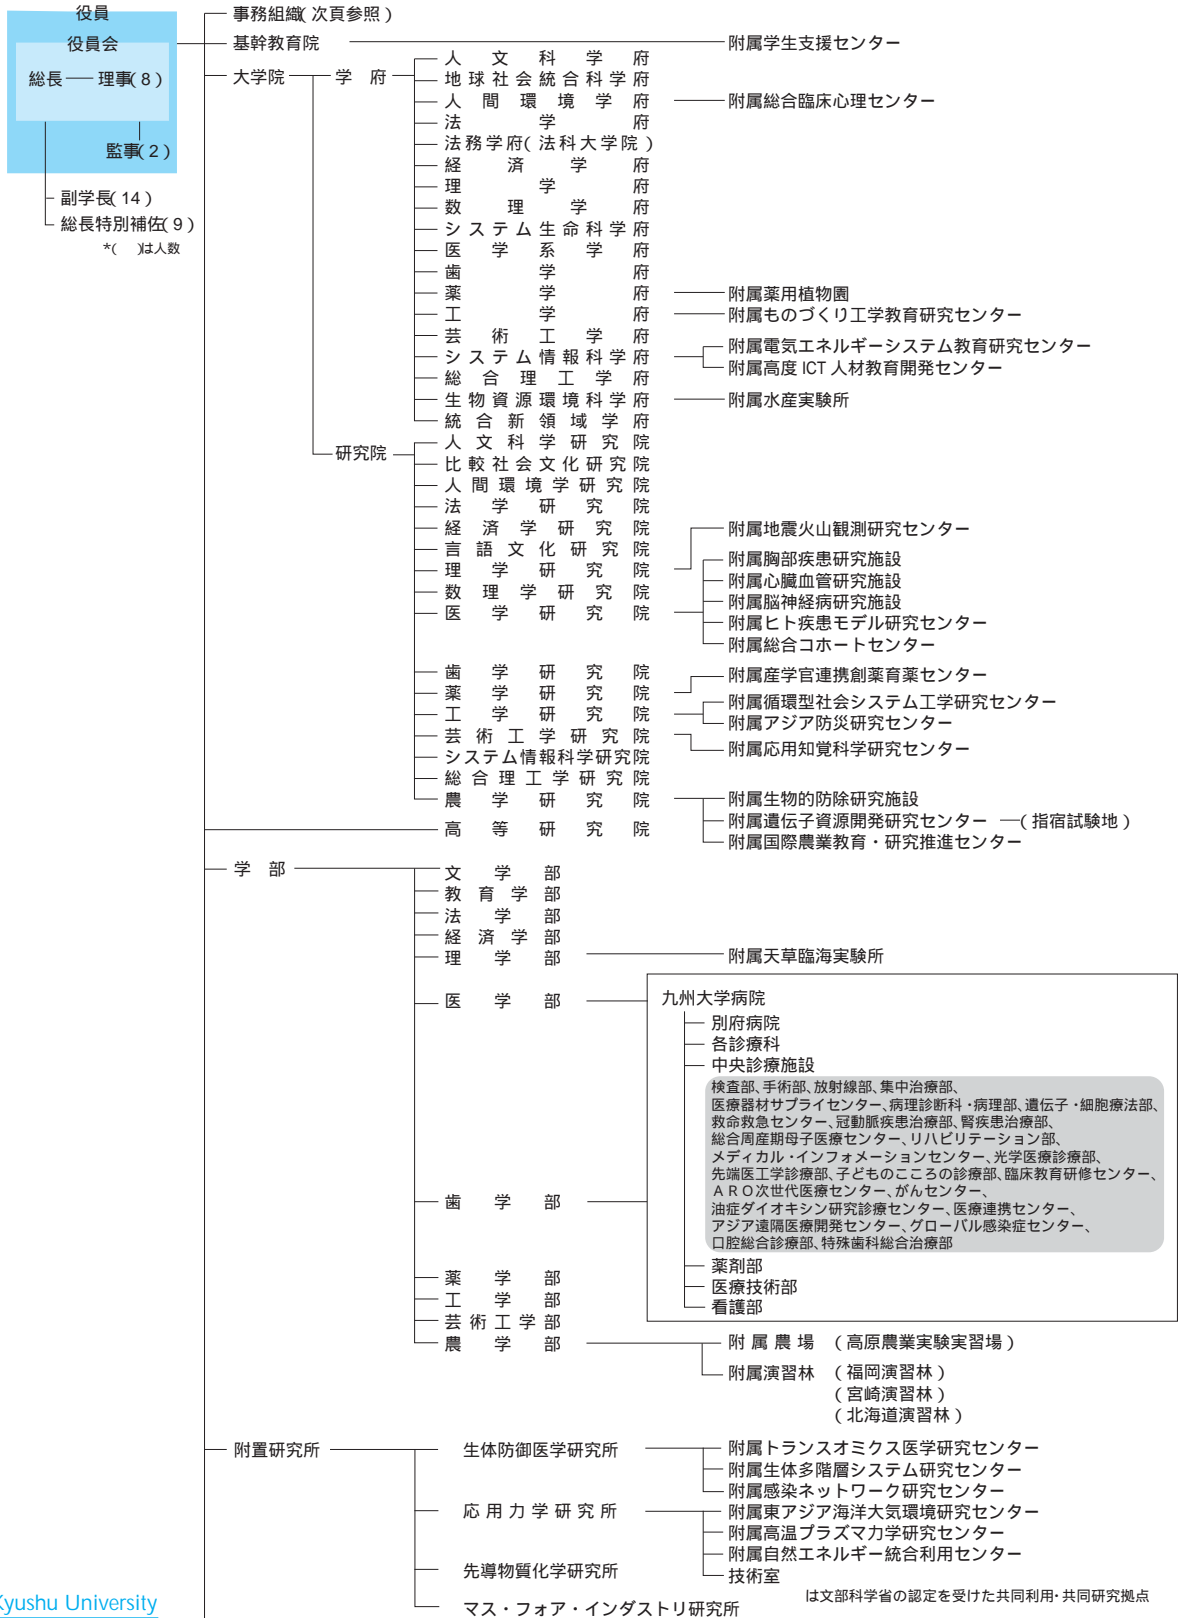 役員
役員会
総長 理事(8)
監事(2)
副学長(14)
総長特別補佐(9)
*(　)は人数
事務組織(次頁参照)
基幹教育院
附属学生支援センター
大学院
学府
人文科学府
地球社会統合科学府
人間環境学府
附属総合臨床心理センター
法学府
法務学府(法科大学院)
経済学府
理学府
数理学府
システム生命科学府
医学系学府
歯学府
薬学府
附属薬用植物園
工学府
附属ものづくり工学教育研究センター
芸術工学府
システム情報科学府
附属電気エネルギーシステム教育研究センター
附属高度 ICT 人材教育開発センター
総合理工学府
生物資源環境科学府
附属水産実験所
統合新領域学府
研究院
人文科学研究院
比較社会文化研究院
人間環境学研究院
法学研究院
経済学研究院
言語文化研究院
理学研究院
附属地震火山観測研究センター
数理学研究院
医学研究院
附属胸部疾患研究施設
附属心臓血管研究施設
附属脳神経病研究施設
附属ヒト疾患モデル研究センター
附属総合コホートセンター
歯学研究院
薬学研究院
附属産学官連携創薬育薬センター
工学研究院
附属循環型社会システム工学研究センター
附属アジア防災研究センター
芸術工学研究院
附属応用知覚科学研究センター
システム情報科学研究院
総合理工学研究院
農学研究院
附属生物的防除研究施設
附属遺伝子資源開発研究センター (指宿試験地)
附属国際農業教育・研究推進センター
高等研究院
学部
文学部
教育学部
法学部
経済学部
理学部
附属天草臨海実験所
医学部
歯学部
九州大学病院
別府病院
各診療科
中央診療施設
検査部、手術部、放射線部、集中治療部、
医療器材サプライセンター、病理診断科・病理部、遺伝子・細胞療法部、
救命救急センター、冠動脈疾患治療部、腎疾患治療部、
総合周産期母子医療センター、リハビリテーション部、
メディカル・インフォメーションセンター、光学医療診療部、
先端医工学診療部、子どものこころの診療部、臨床教育研修センター、
ARO次世代医療センター、がんセンター、
油症ダイオキシン研究診療センター、医療連携センター、
アジア遠隔医療開発センター、グローバル感染症センター、
口腔総合診療部、特殊歯科総合治療部
薬剤部
医療技術部
看護部
薬学部
工学部
芸術工学部
農学部
附属農場 (高原農業実験実習場)
附属演習林 (福岡演習林)
(宮崎演習林)
(北海道演習林)
附置研究所
生体防御医学研究所
附属トランスオミクス医学研究センター
附属生体多階層システム研究センター
附属感染ネットワーク研究センター
応用力学研究所
附属東アジア海洋大気環境研究センター
附属高温プラズマ力学研究センター
附属自然エネルギー統合利用センター
技術室
先導物質化学研究所
マス・フォア・インダストリ研究所
は文部科学省の認定を受けた共同利用・共同研究拠点
Kyushu University